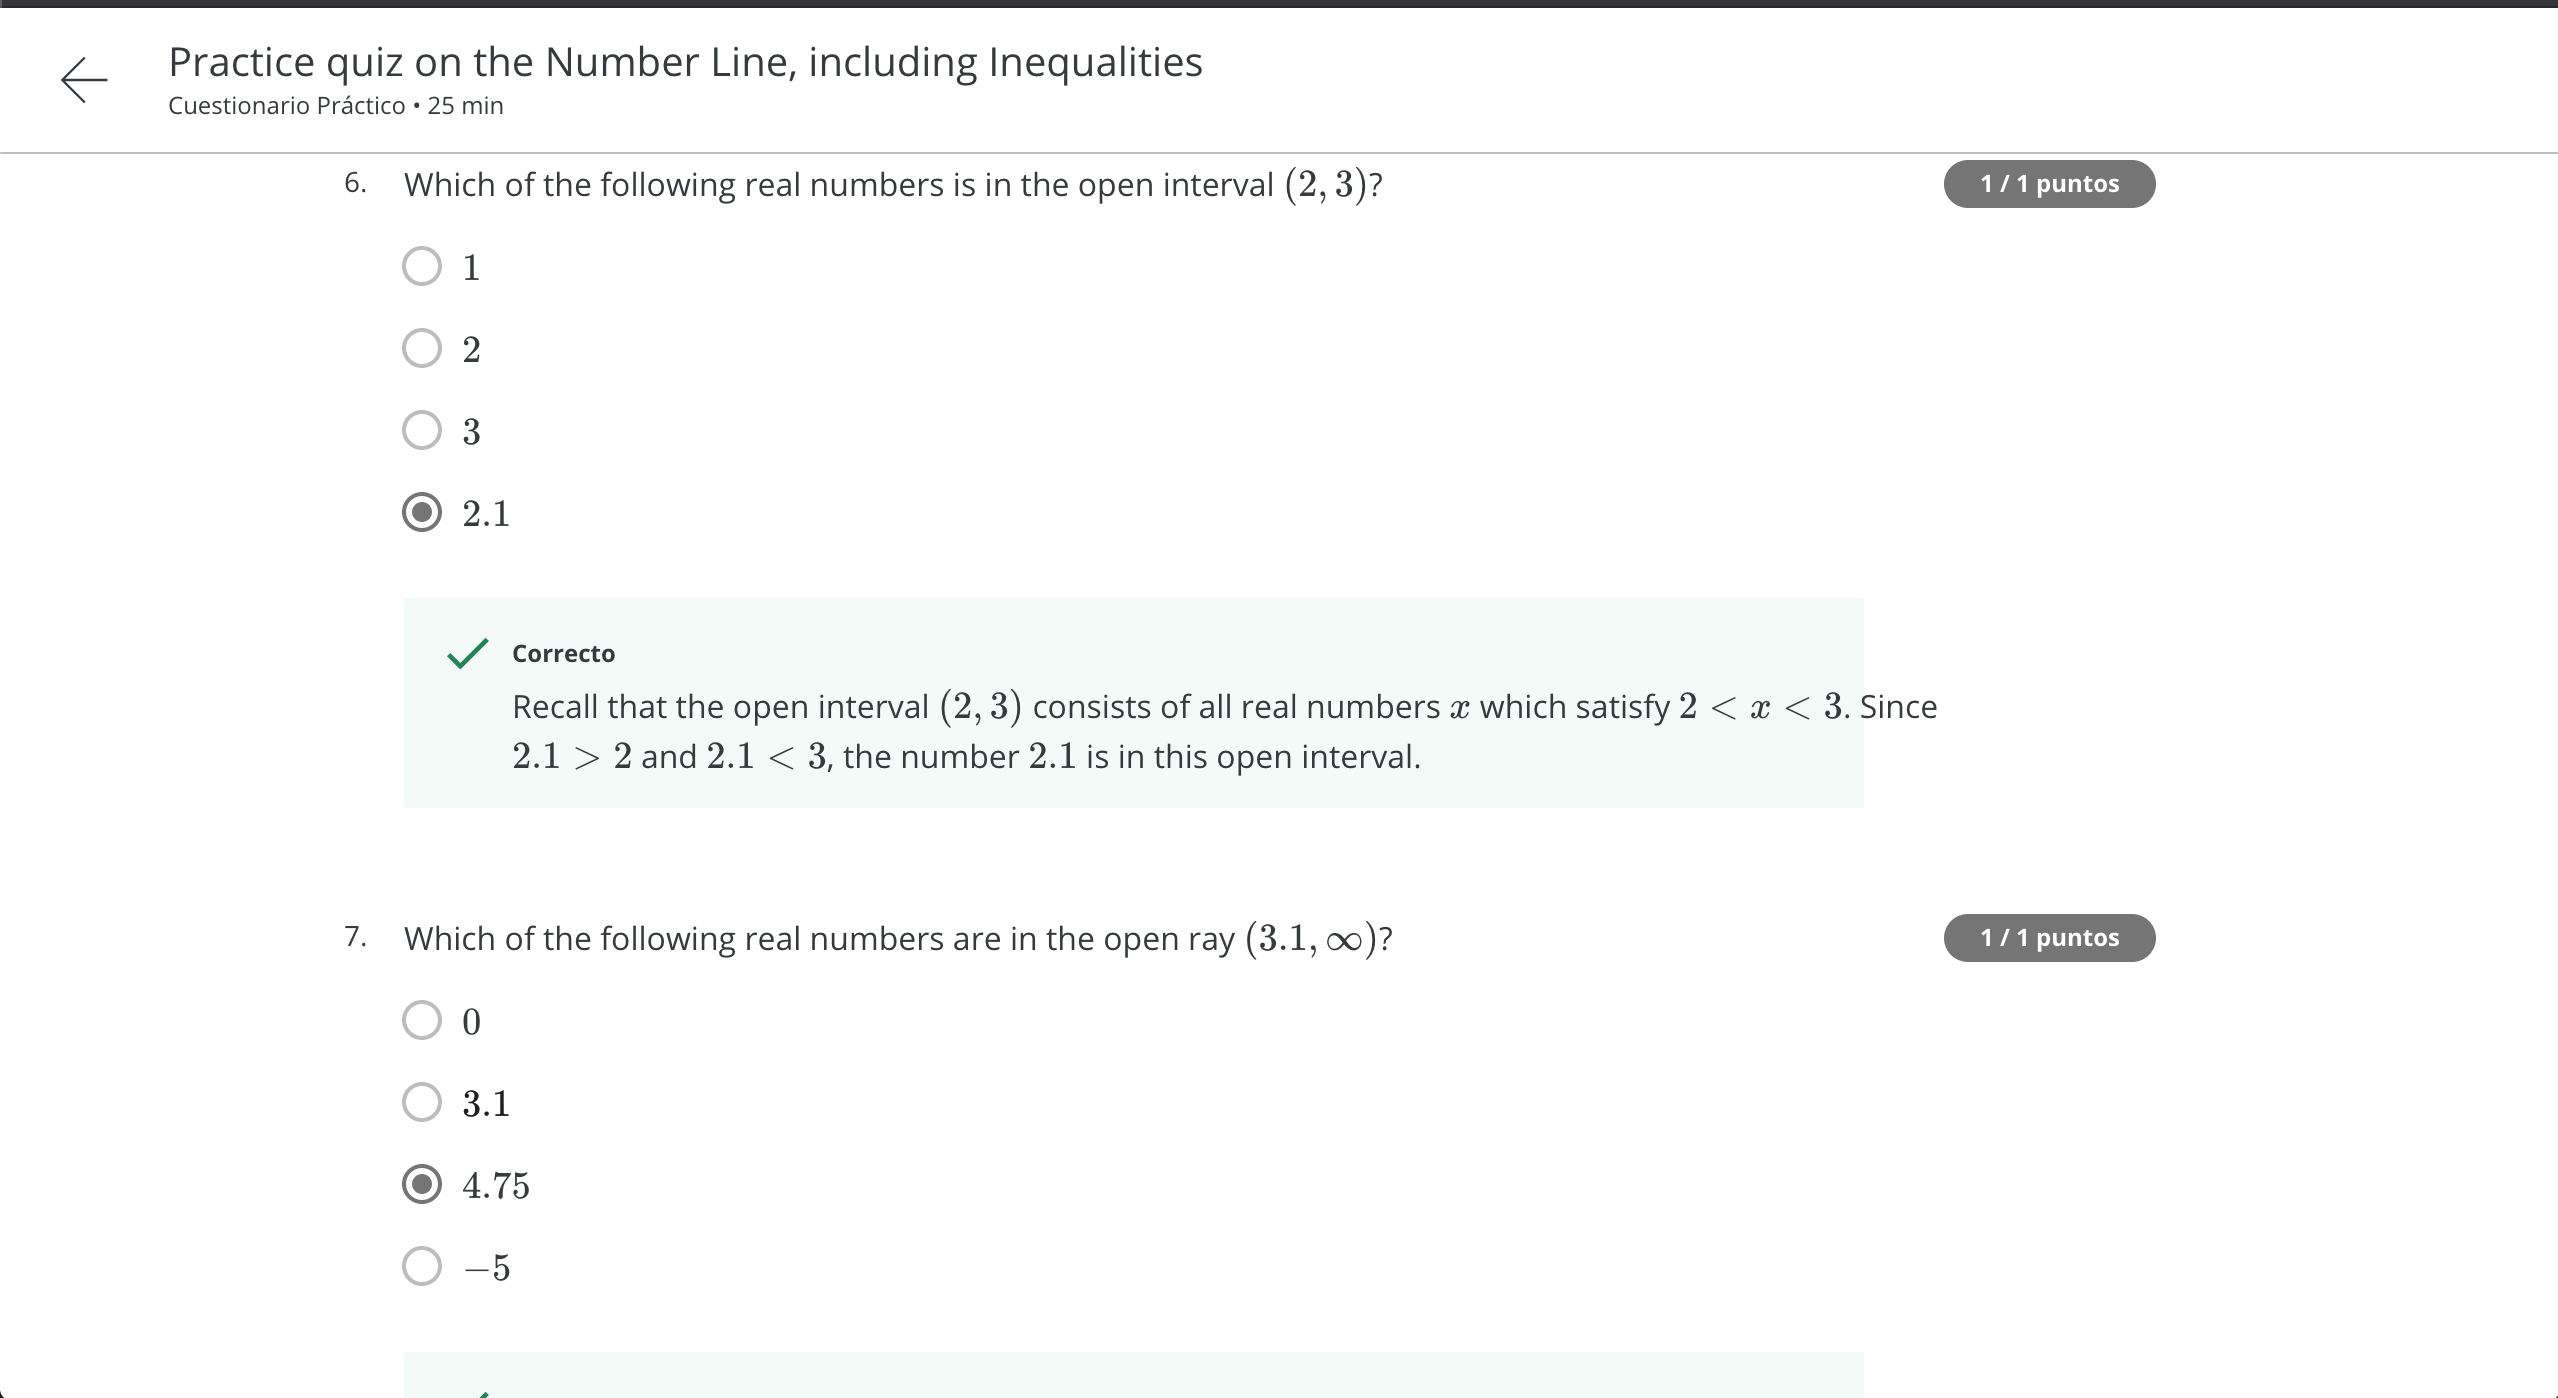 Practice quiz on the Number Line, including Inequalities
Cuestionario Práctico • 25 min
6. Which of the following real numbers is in the open interval (2, 3)?
1 / 1 puntos
1
2
3
2.1
Correcto
Recall that the open interval (2, 3) consists of all real numbers x which satisfy 2 < x < 3. Since
2.1 > 2 and 2.1 < 3, the number 2.1 is in this open interval.
7. Which of the following real numbers are in the open ray (3.1, ∞)?
1 / 1 puntos
0
3.1
4.75
−5